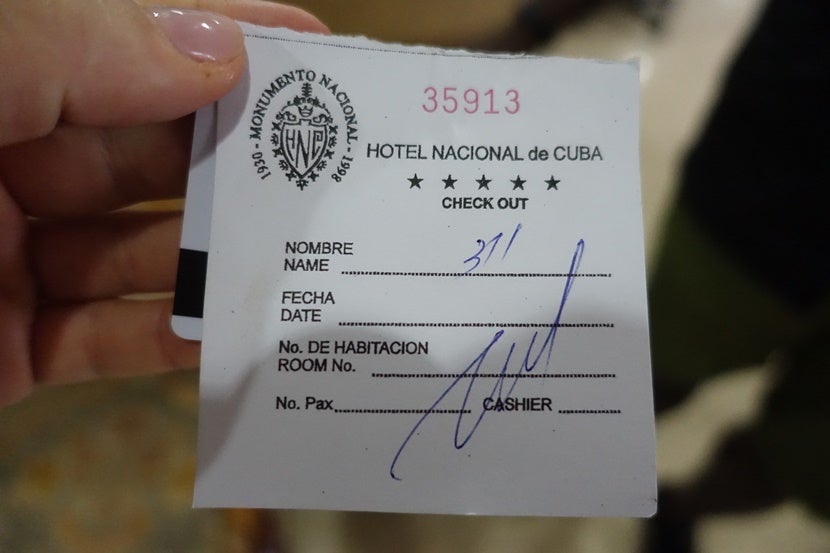 35913
1930 - MONUMENTO NACIONAL - 1998
HNC
HOTEL NACIONAL de CUBA
★ ★ ★ ★ ★
CHECK OUT
NOMBRE
NAME 311
FECHA
DATE
No. DE HABITACION
ROOM No.
No. Pax. CASHIER